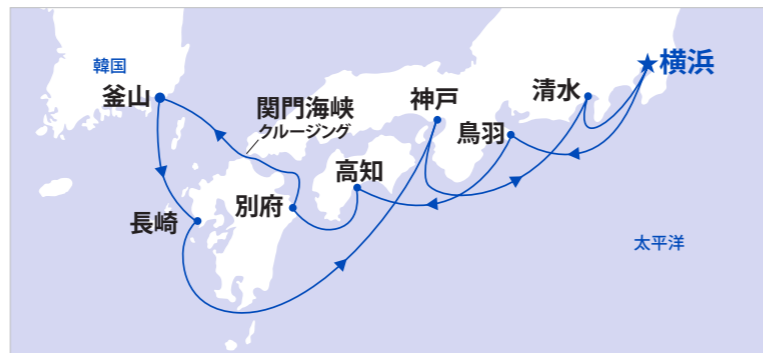 韓国
釜山
関門海峡
クルージング
神戸
清水
★横浜
鳥羽
高知
別府
長崎
太平洋